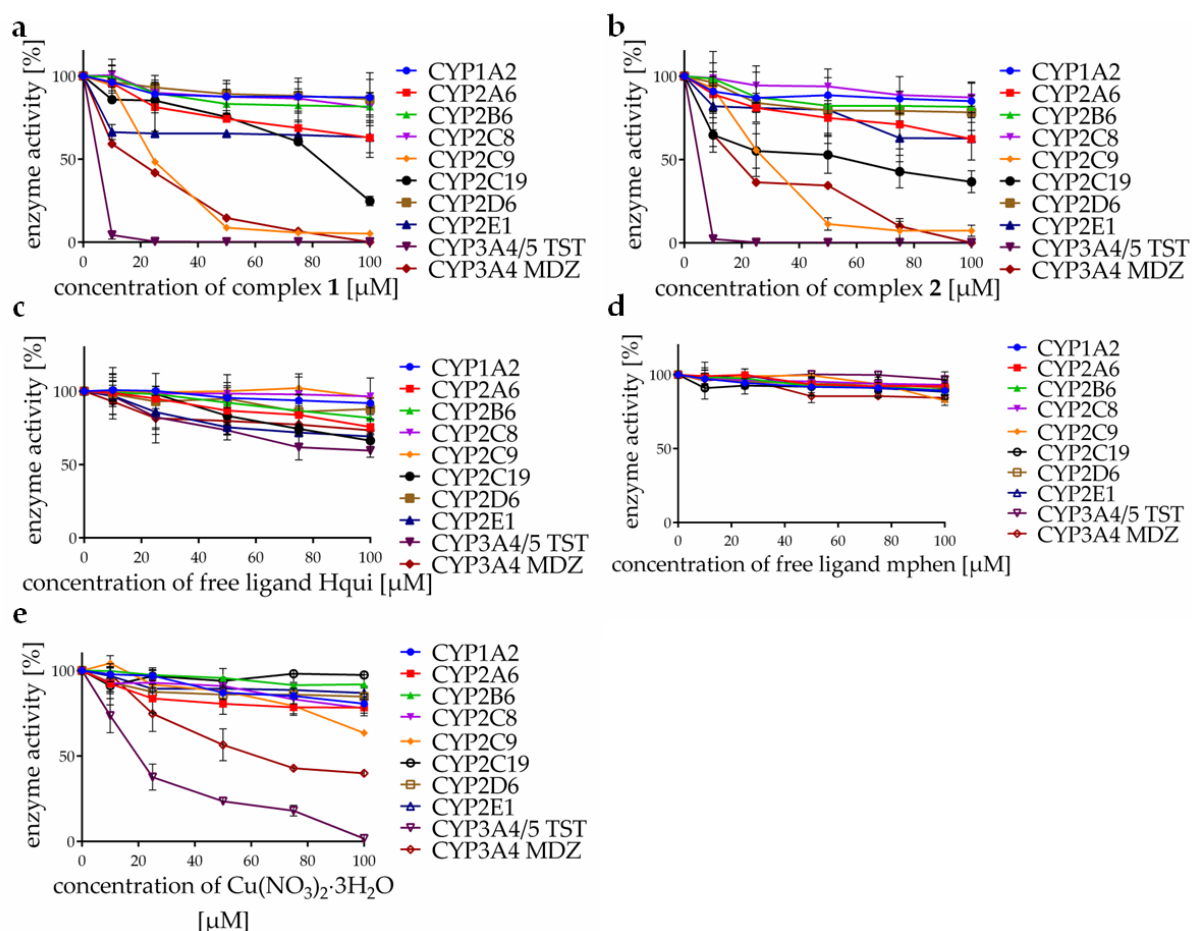 a
enzyme activity [%]
100
50
0
0 20 40 60 80 100
concentration of complex 1 [µM]
CYP1A2
CYP2A6
CYP2B6
CYP2C8
CYP2C9
CYP2C19
CYP2D6
CYP2E1
CYP3A4/5 TST
CYP3A4 MDZ
b
enzyme activity [%]
100
50
0
0 20 40 60 80 100
concentration of complex 2 [µM]
CYP1A2
CYP2A6
CYP2B6
CYP2C8
CYP2C9
CYP2C19
CYP2D6
CYP2E1
CYP3A4/5 TST
CYP3A4 MDZ
c
enzyme activity [%]
100
50
0
0 20 40 60 80 100
concentration of free ligand Hqui [µM]
CYP1A2
CYP2A6
CYP2B6
CYP2C8
CYP2C9
CYP2C19
CYP2D6
CYP2E1
CYP3A4/5 TST
CYP3A4 MDZ
d
enzyme activity [%]
100
50
0
0 20 40 60 80 100
concentration of free ligand mphen [µM]
CYP1A2
CYP2A6
CYP2B6
CYP2C8
CYP2C9
CYP2C19
CYP2D6
CYP2E1
CYP3A4/5 TST
CYP3A4 MDZ
e
enzyme activity [%]
100
50
0
0 20 40 60 80 100
concentration of Cu(NO₃)₂·3H₂O
[µM]
CYP1A2
CYP2A6
CYP2B6
CYP2C8
CYP2C9
CYP2C19
CYP2D6
CYP2E1
CYP3A4/5 TST
CYP3A4 MDZ